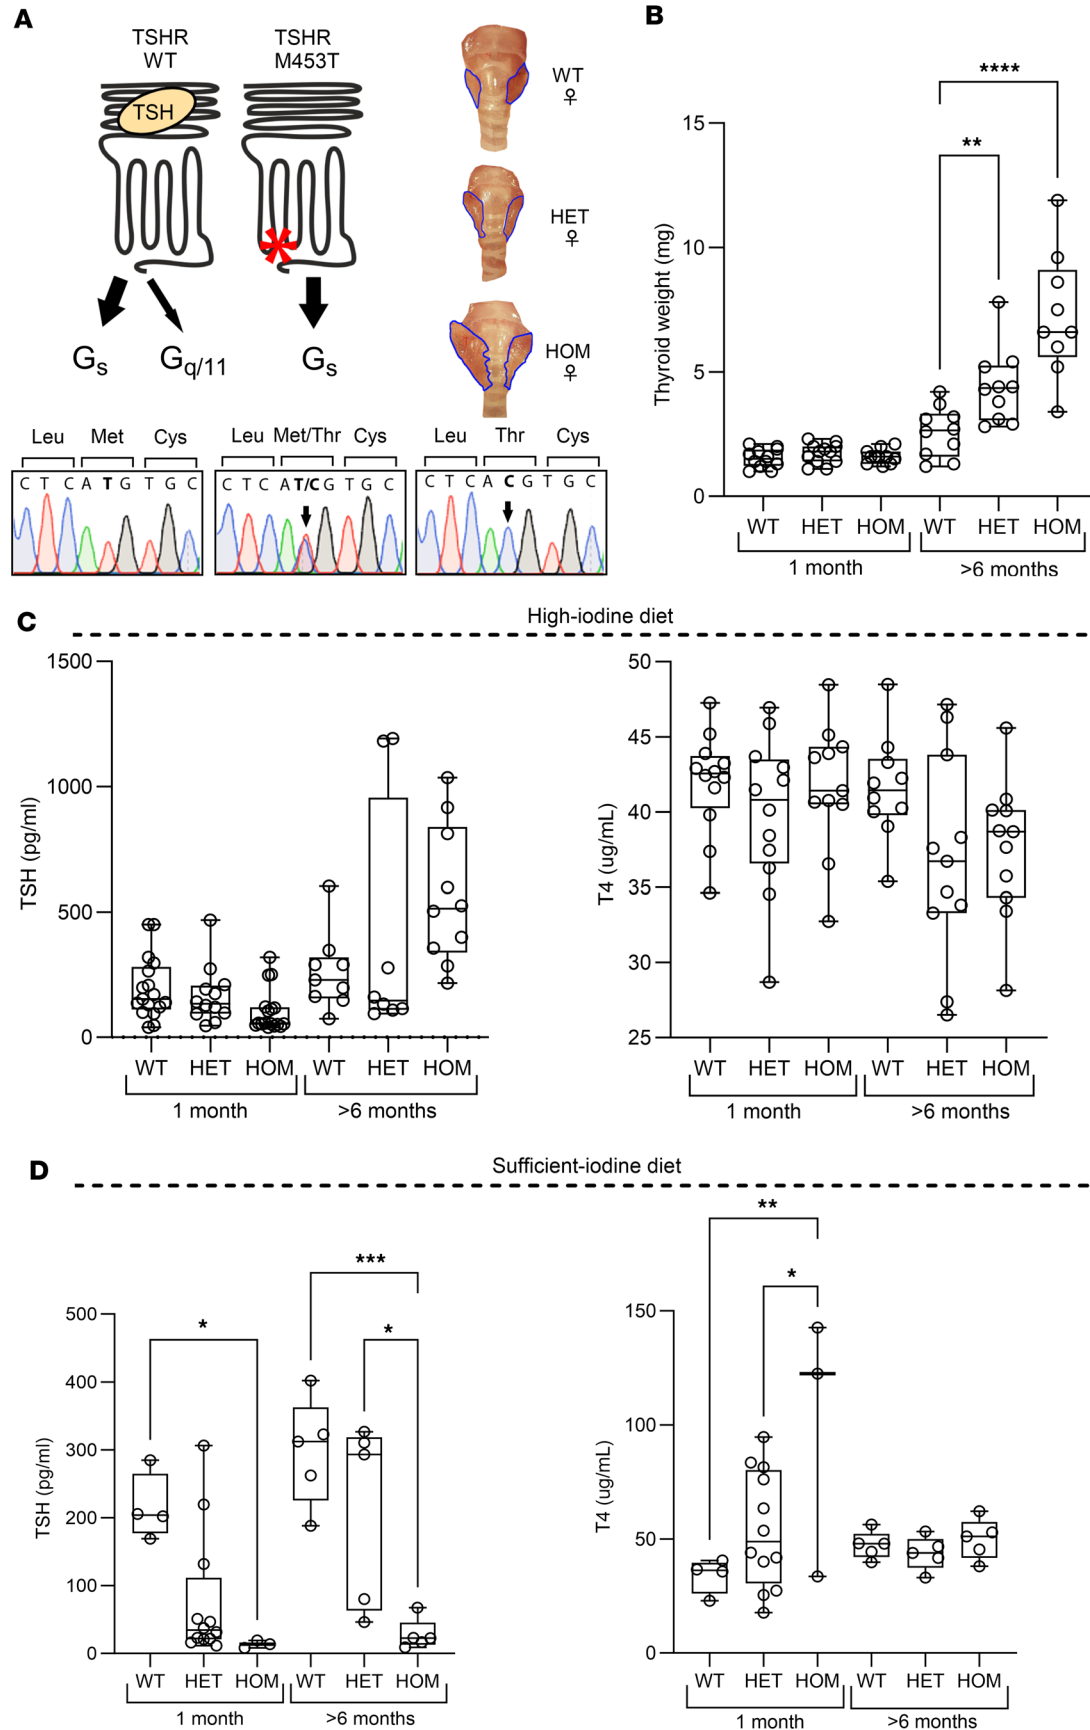 A
TSHR
WT
TSHR
M453T
TSH
Gs
Gq/11
Gs
WT
♀
HET
♀
HOM
♀
Leu Met Cys
C T C A T G T G C
Leu Met/Thr Cys
C T C A T/C G T G C
Leu Thr Cys
C T C A C G T G C
B
Thyroid weight (mg)
15
10
5
0
**
****
WT HET HOM WT HET HOM
1 month >6 months
C
High-iodine diet
TSH (pg/ml)
1500
1000
500
0
WT HET HOM WT HET HOM
1 month >6 months
T4 (ug/mL)
50
45
40
35
30
25
WT HET HOM WT HET HOM
1 month >6 months
D
Sufficient-iodine diet
TSH (pg/ml)
500
400
300
200
100
0
*
***
*
WT HET HOM WT HET HOM
1 month >6 months
T4 (ug/mL)
150
100
50
0
**
*
WT HET HOM WT HET HOM
1 month >6 months